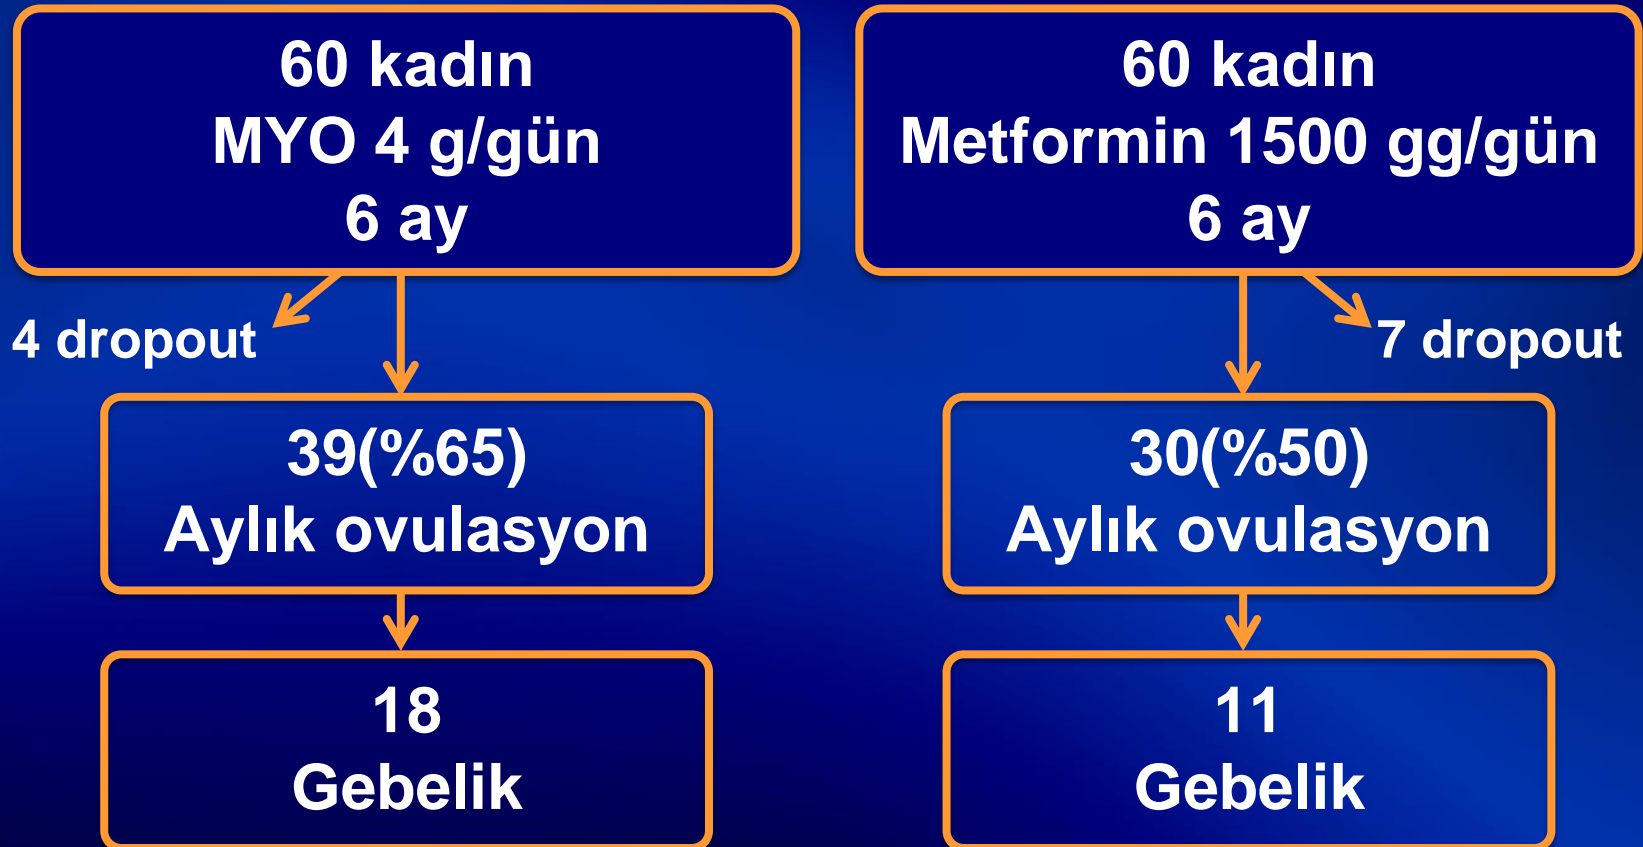 60 kadın
MYO 4 g/gün
6 ay
4 dropout
39(%65)
Aylık ovulasyon
18
Gebelik
60 kadın
Metformin 1500 gg/gün
6 ay
7 dropout
30(%50)
Aylık ovulasyon
11
Gebelik